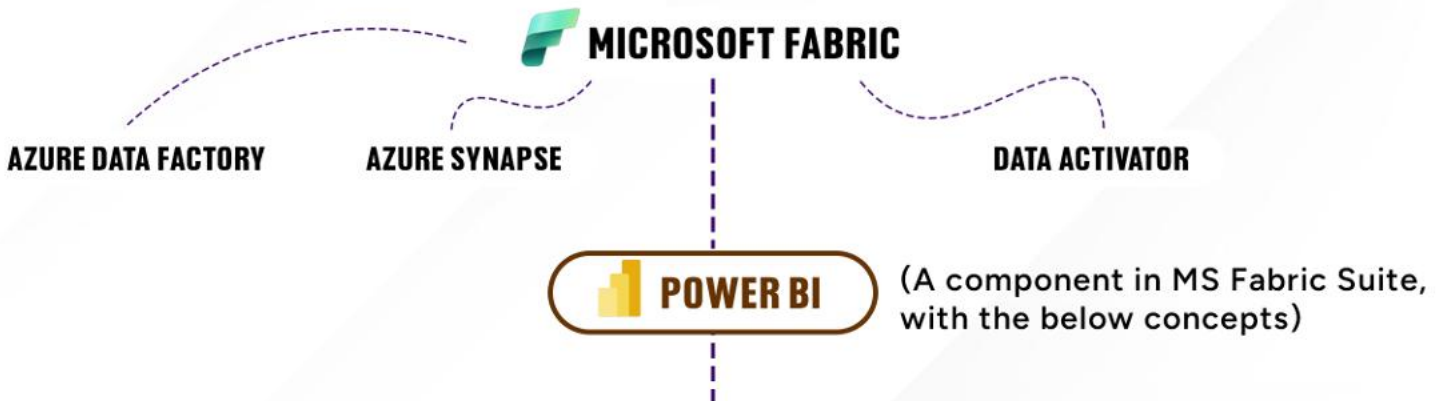 MICROSOFT FABRIC
AZURE DATA FACTORY
AZURE SYNAPSE
DATA ACTIVATOR
POWER BI
(A component in MS Fabric Suite,
with the below concepts)